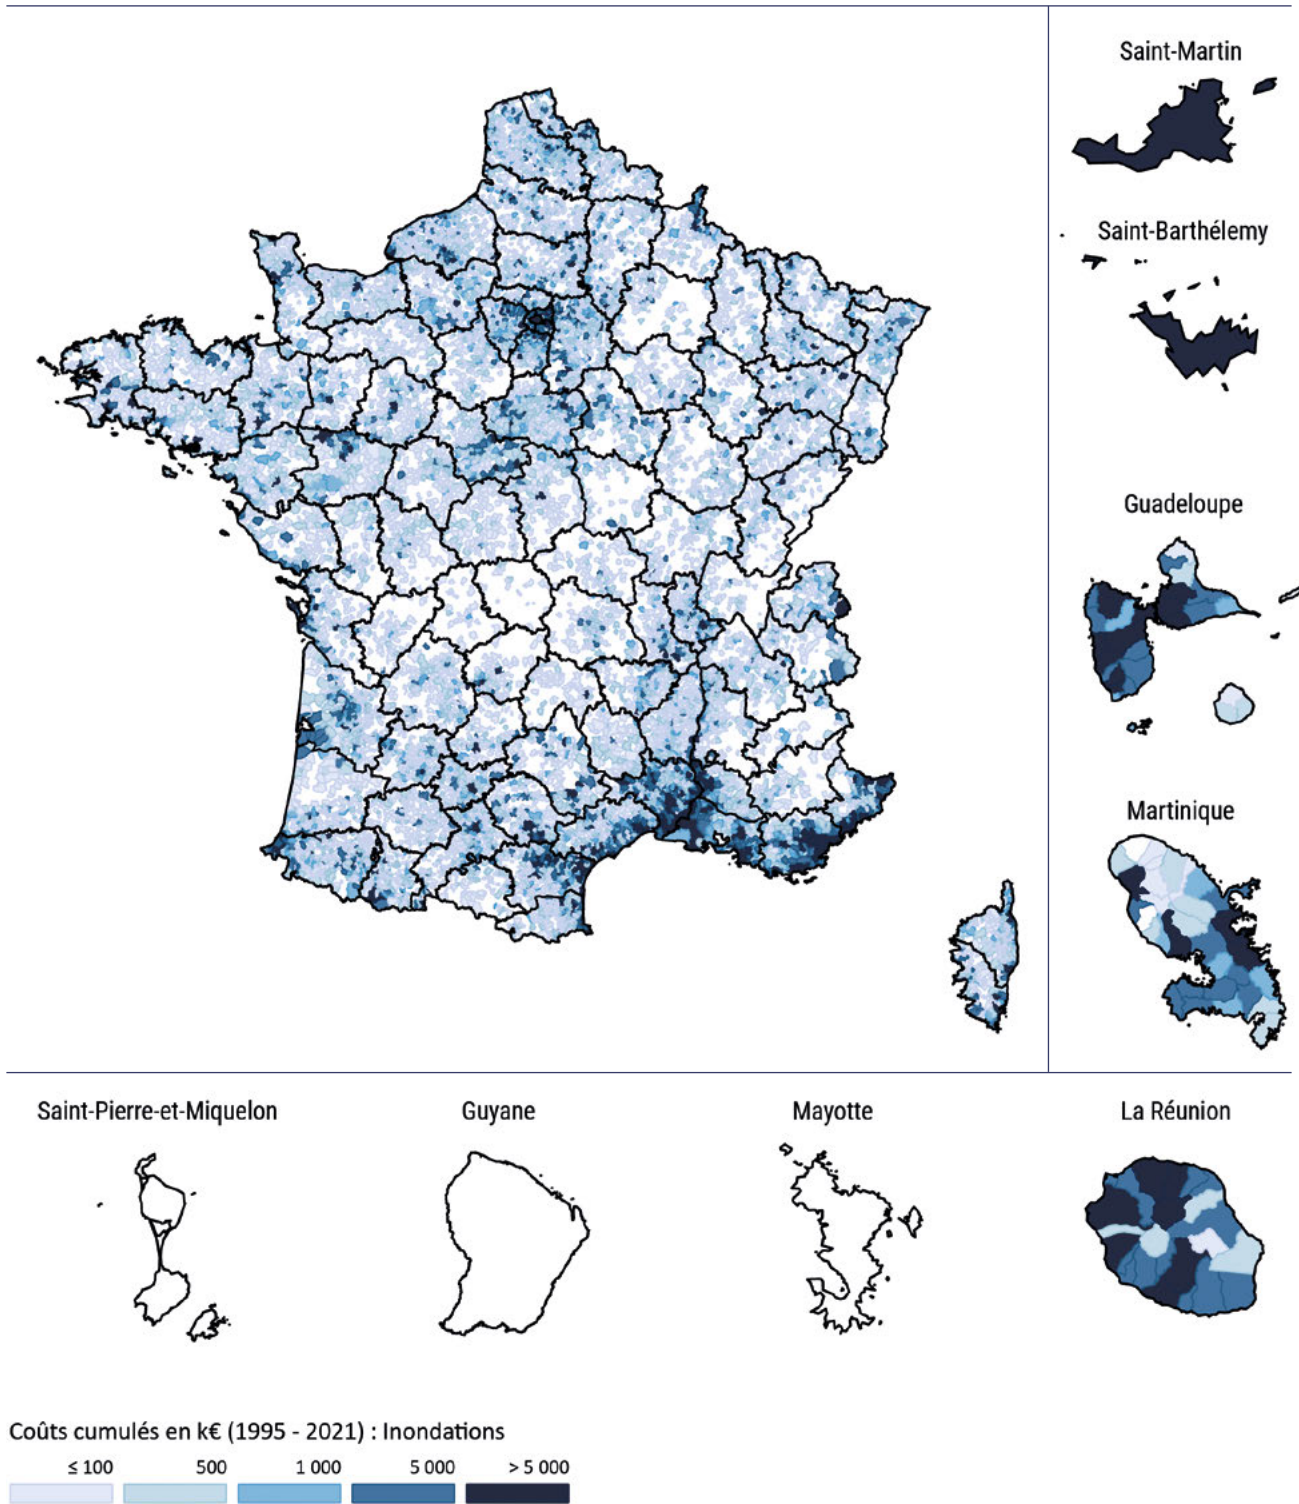 Saint-Martin
Saint-Barthélemy
Guadeloupe
Martinique
Saint-Pierre-et-Miquelon
Guyane
Mayotte
La Réunion
Coûts cumulés en k€ (1995 - 2021) : Inondations
≤ 100 500 1 000 5 000 > 5 000